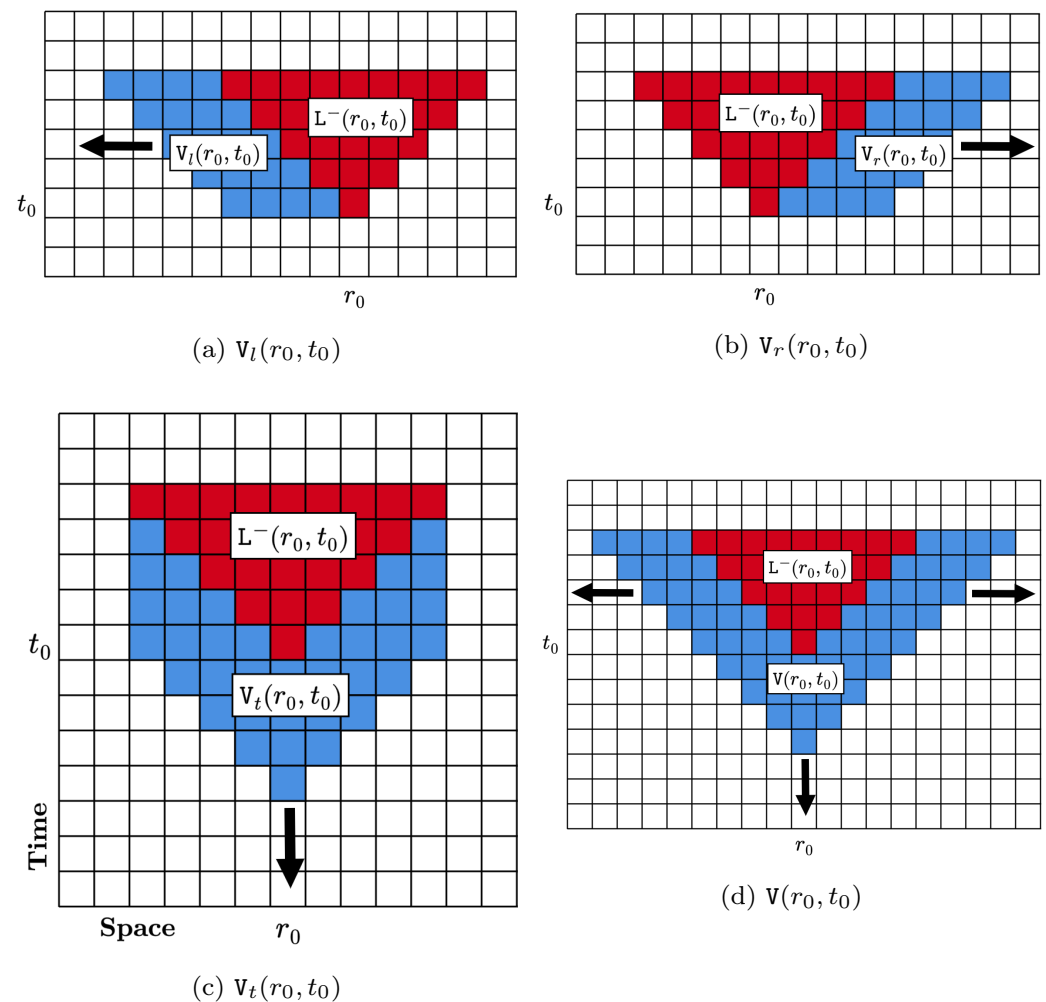 L⁻(r₀, t₀)
V_l(r₀, t₀)
t₀
r₀
(a) V_l(r₀, t₀)
L⁻(r₀, t₀)
V_r(r₀, t₀)
t₀
r₀
(b) V_r(r₀, t₀)
L⁻(r₀, t₀)
t₀
V_t(r₀, t₀)
Time
Space
r₀
(c) V_t(r₀, t₀)
L⁻(r₀, t₀)
t₀
V(r₀, t₀)
r₀
(d) V(r₀, t₀)